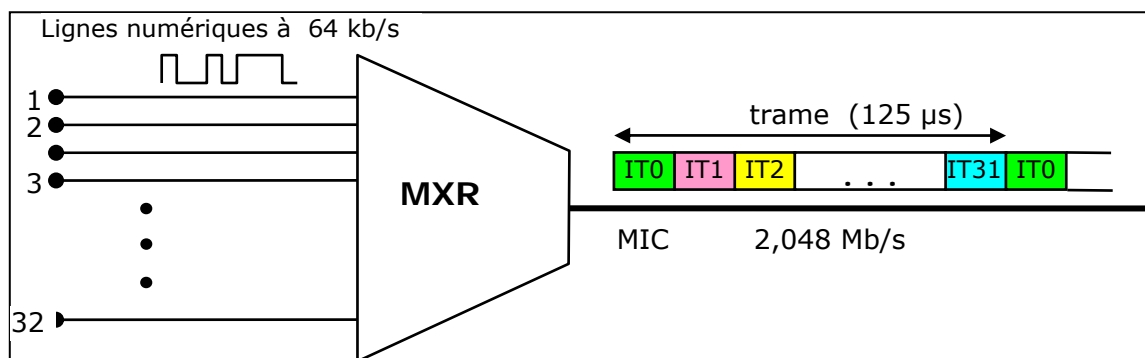 Lignes numériques à 64 kb/s
1
2
3
32
MXR
trame (125 µs)
IT0 IT1 IT2 . . . IT31 IT0
MIC 2,048 Mb/s